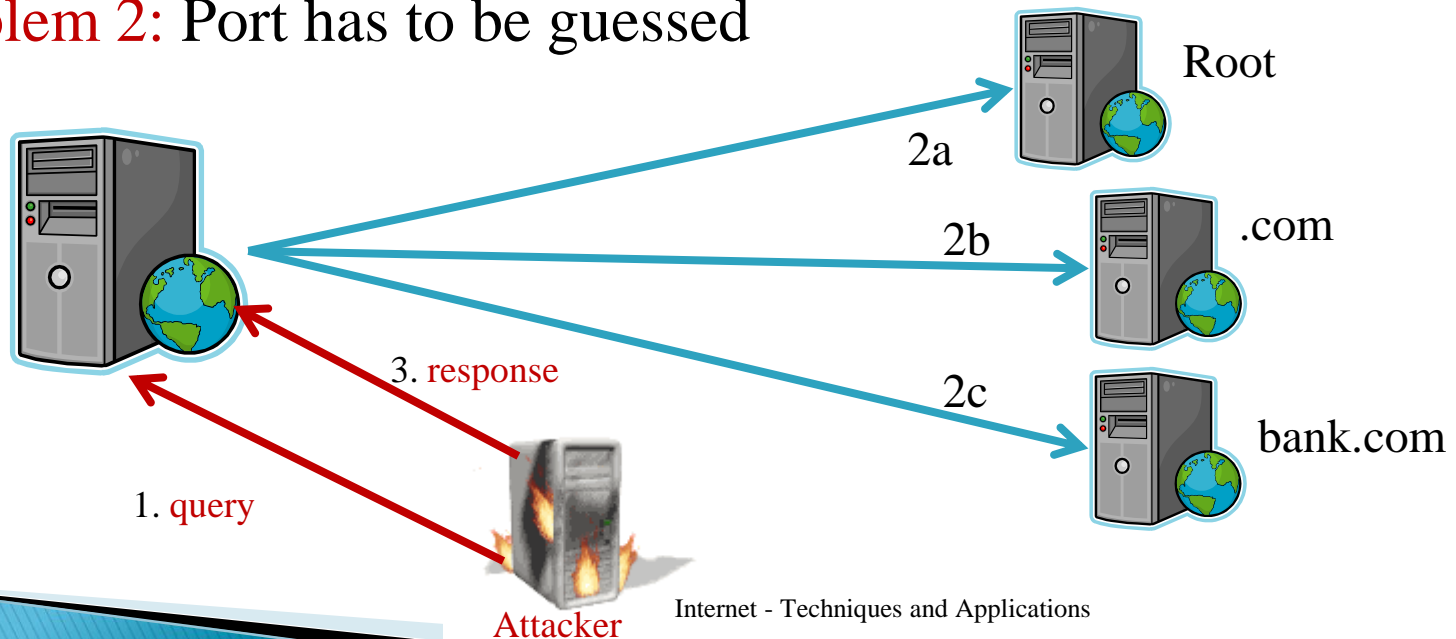 blem 2: Port has to be guessed
Root
2a
2b
.com
3. response
2c
bank.com
1. query
Internet - Techniques and Applications
Attacker